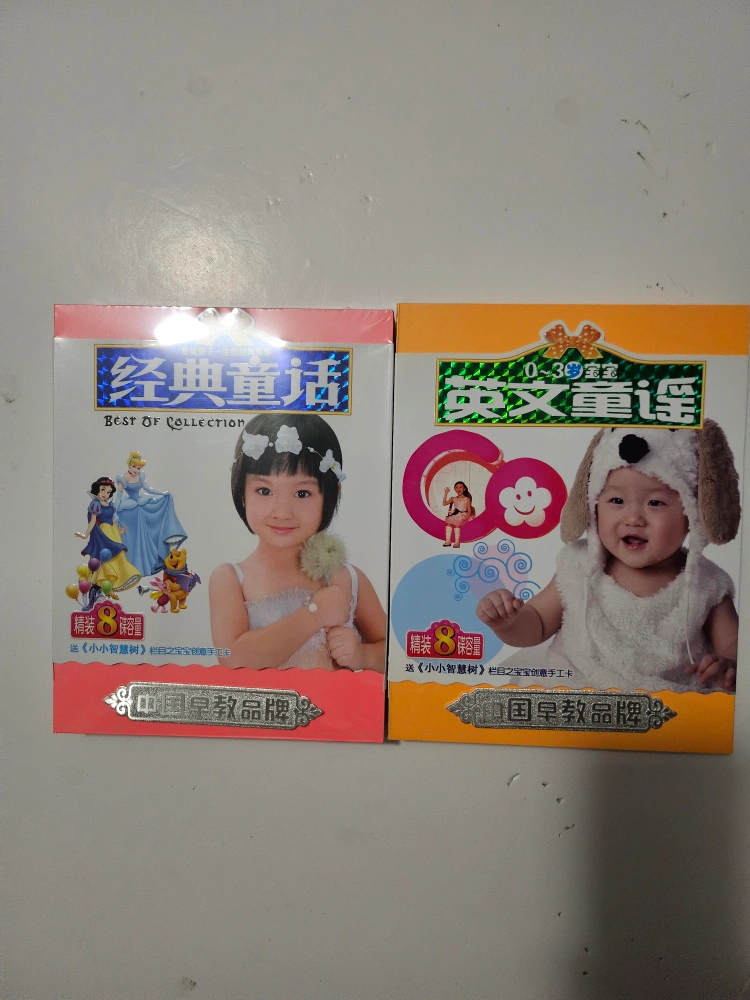 经典童话
BEST OF COLLECTION
精装8碟容量
送《小小智慧树》栏目之宝宝创意手工卡
中国早教品牌
0~3岁宝宝
英文童谣
精装8碟容量
送《小小智慧树》栏目之宝宝创意手工卡
中国早教品牌